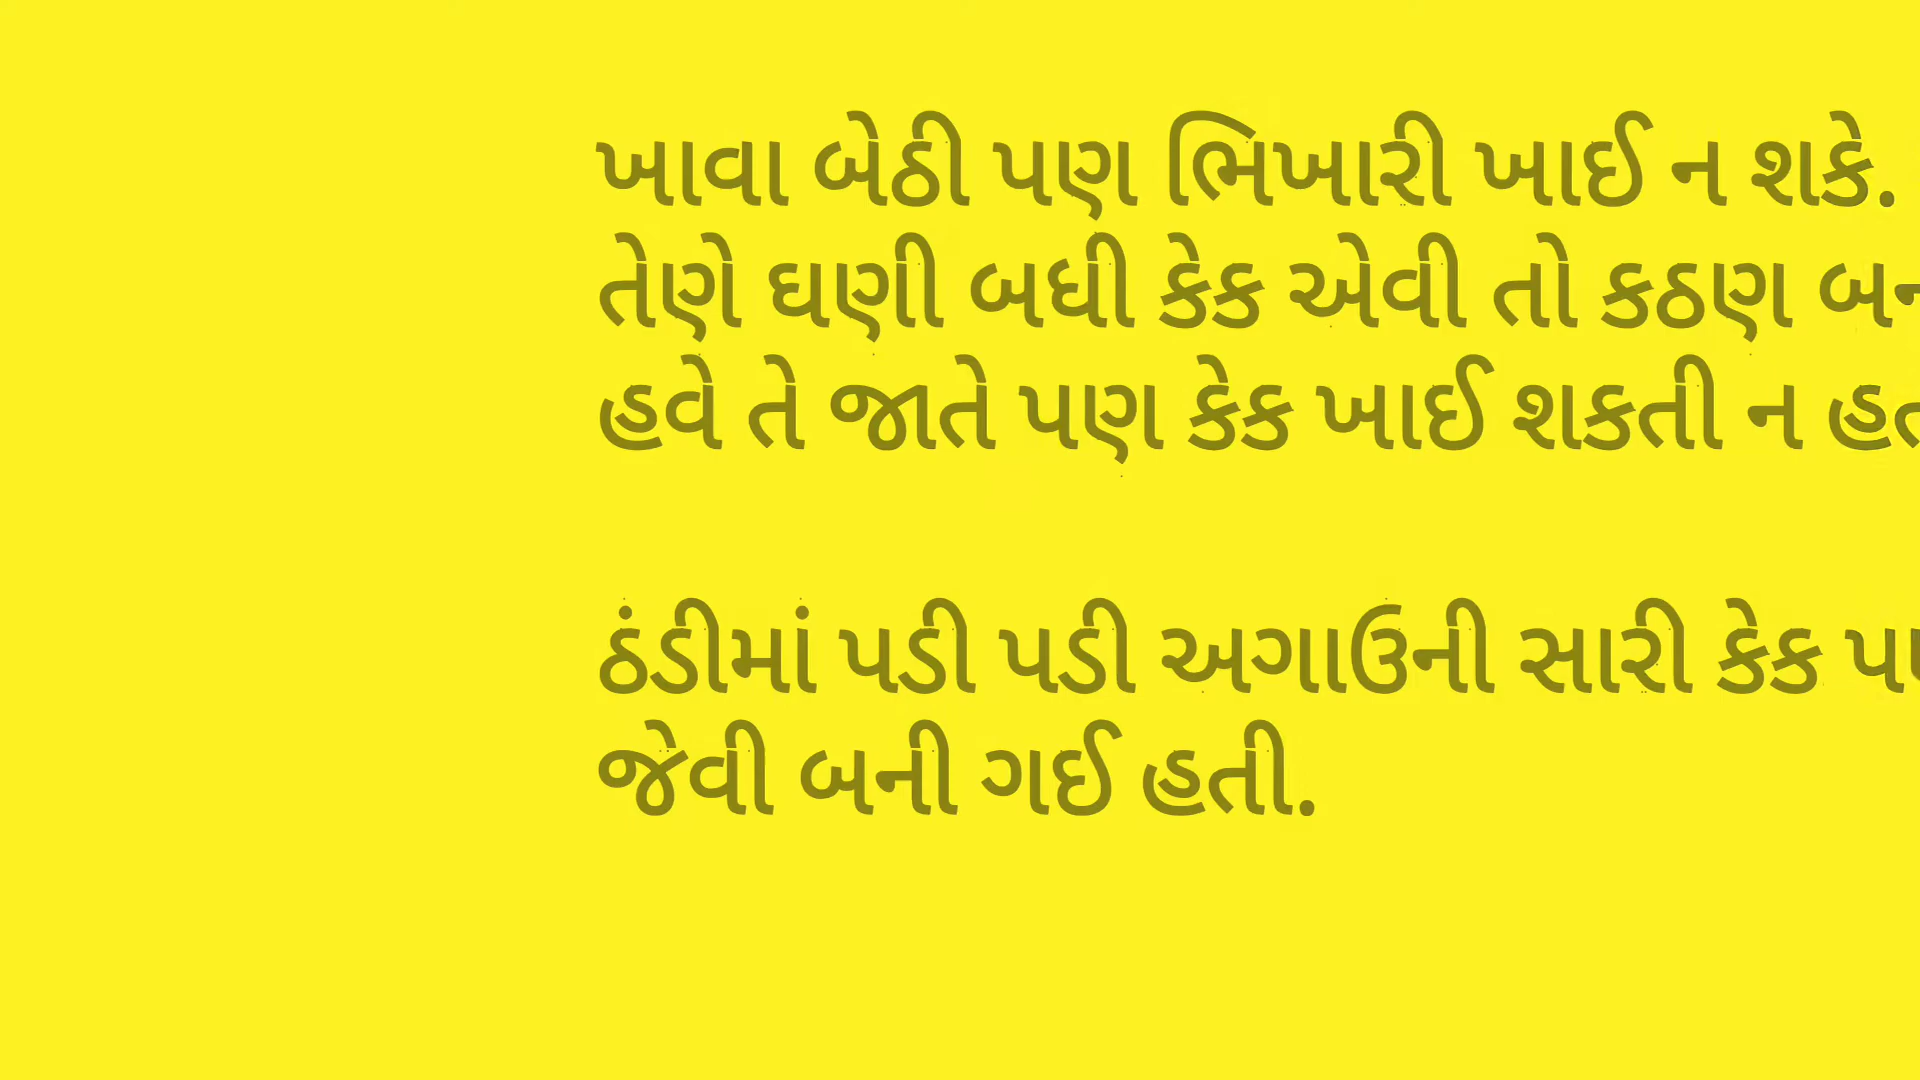 ખાવા બેઠી પણ ભિખારી ખાઈ ન શકે.
તેણે ઘણી બધી કેક એવી તો કઠણ
હવે તે જાતે પણ કેક ખાઈ શકતી ન
ઠંડીમાં પડી પડી અગાઉની સારી કેક
જેવી બની ગઈ હતી.